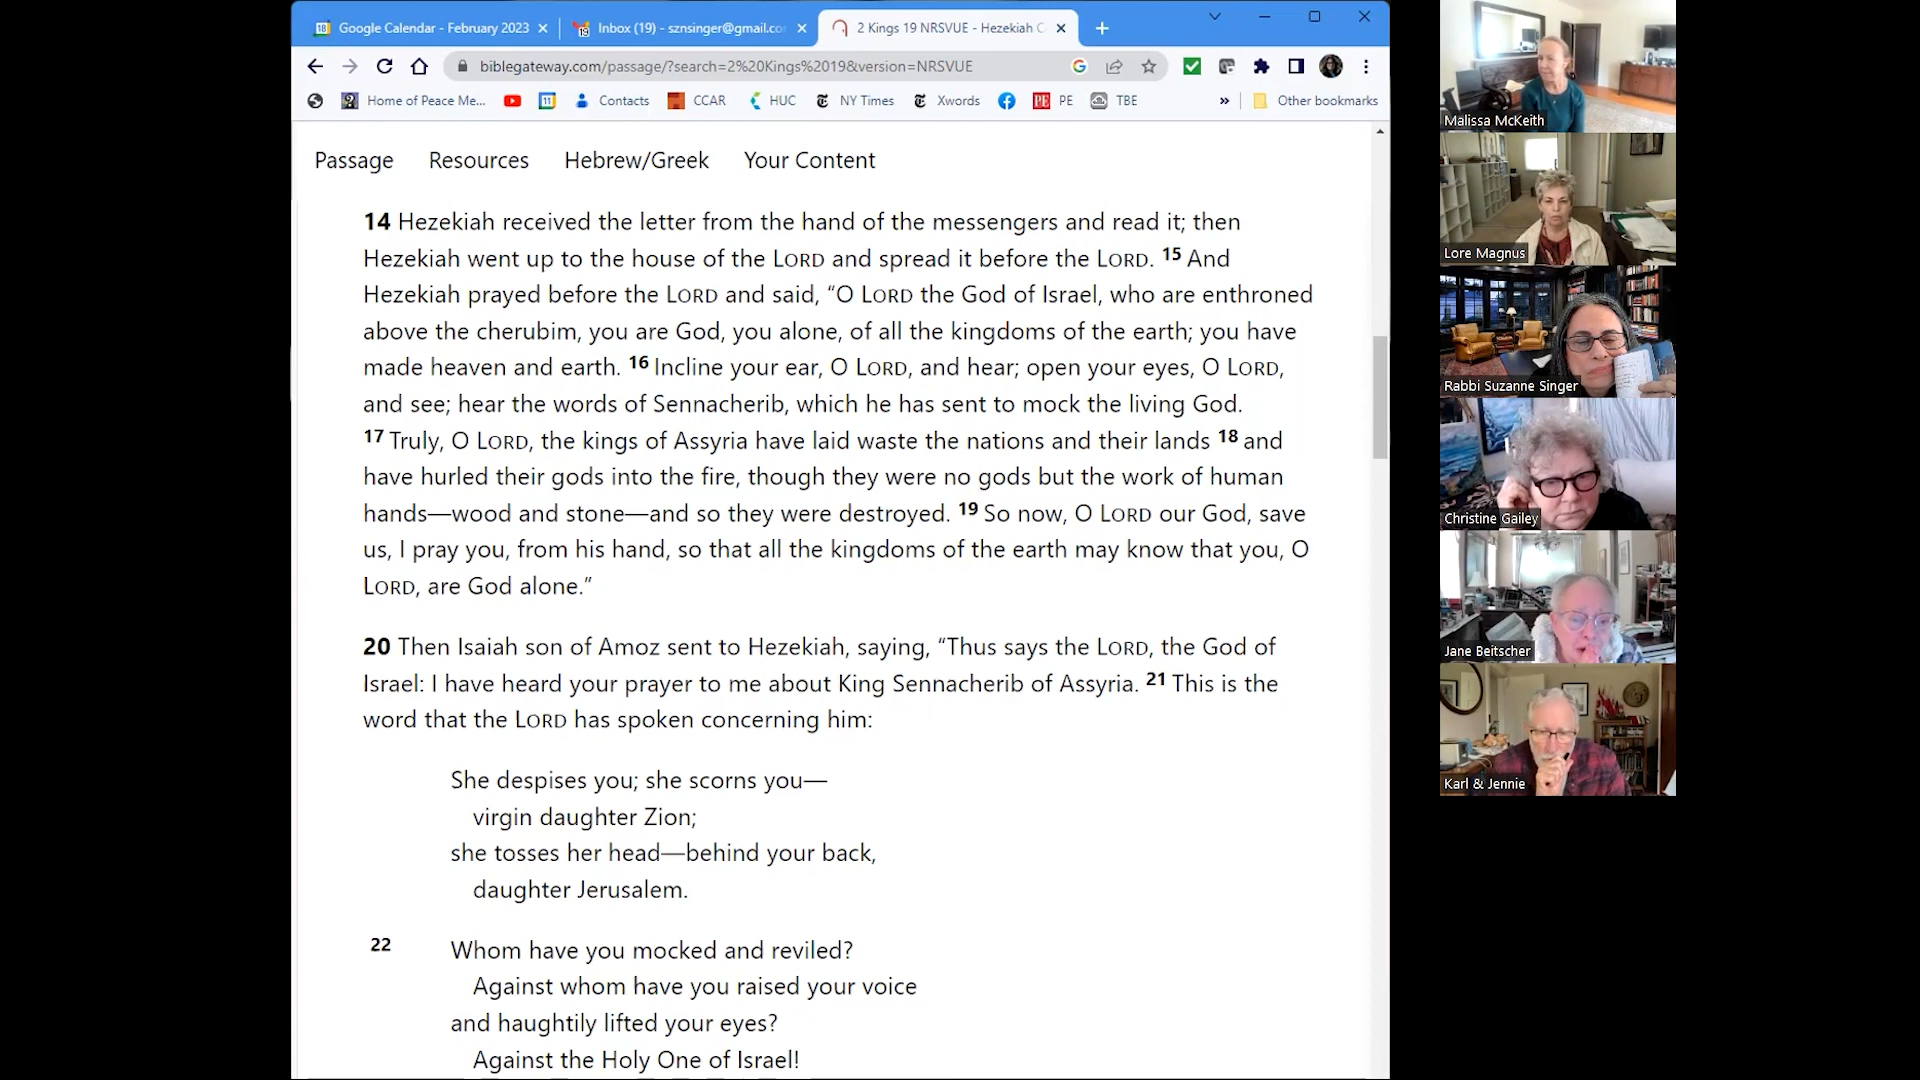 Google Calendar - February 2023
Inbox (19) - sznsinger@gmail.co
2 Kings 19 NRSVUE - Hezekiah C
biblegateway.com/passage/?search=2%20Kings%2019&version=NRSVUE
Home of Peace Me...
Contacts
CCAR
HUC
NY Times
Xwords
PE
TBE
»
Other bookmarks
Passage Resources Hebrew/Greek Your Content
14 Hezekiah received the letter from the hand of the messengers and read it; then
Hezekiah went up to the house of the LORD and spread it before the LORD. 15 And
Hezekiah prayed before the LORD and said, “O LORD the God of Israel, who are enthroned
above the cherubim, you are God, you alone, of all the kingdoms of the earth; you have
made heaven and earth. 16 Incline your ear, O LORD, and hear; open your eyes, O LORD,
and see; hear the words of Sennacherib, which he has sent to mock the living God.
17 Truly, O LORD, the kings of Assyria have laid waste the nations and their lands 18 and
have hurled their gods into the fire, though they were no gods but the work of human
hands—wood and stone—and so they were destroyed. 19 So now, O LORD our God, save
us, I pray you, from his hand, so that all the kingdoms of the earth may know that you, O
LORD, are God alone.”
20 Then Isaiah son of Amoz sent to Hezekiah, saying, “Thus says the LORD, the God of
Israel: I have heard your prayer to me about King Sennacherib of Assyria. 21 This is the
word that the LORD has spoken concerning him:
She despises you; she scorns you—
virgin daughter Zion;
she tosses her head—behind your back,
daughter Jerusalem.
22 Whom have you mocked and reviled?
Against whom have you raised your voice
and haughtily lifted your eyes?
Against the Holy One of Israel!
Malissa McKeith
Lore Magnus
Rabbi Suzanne Singer
Christine Gailey
Jane Beitscher
Karl & Jennie